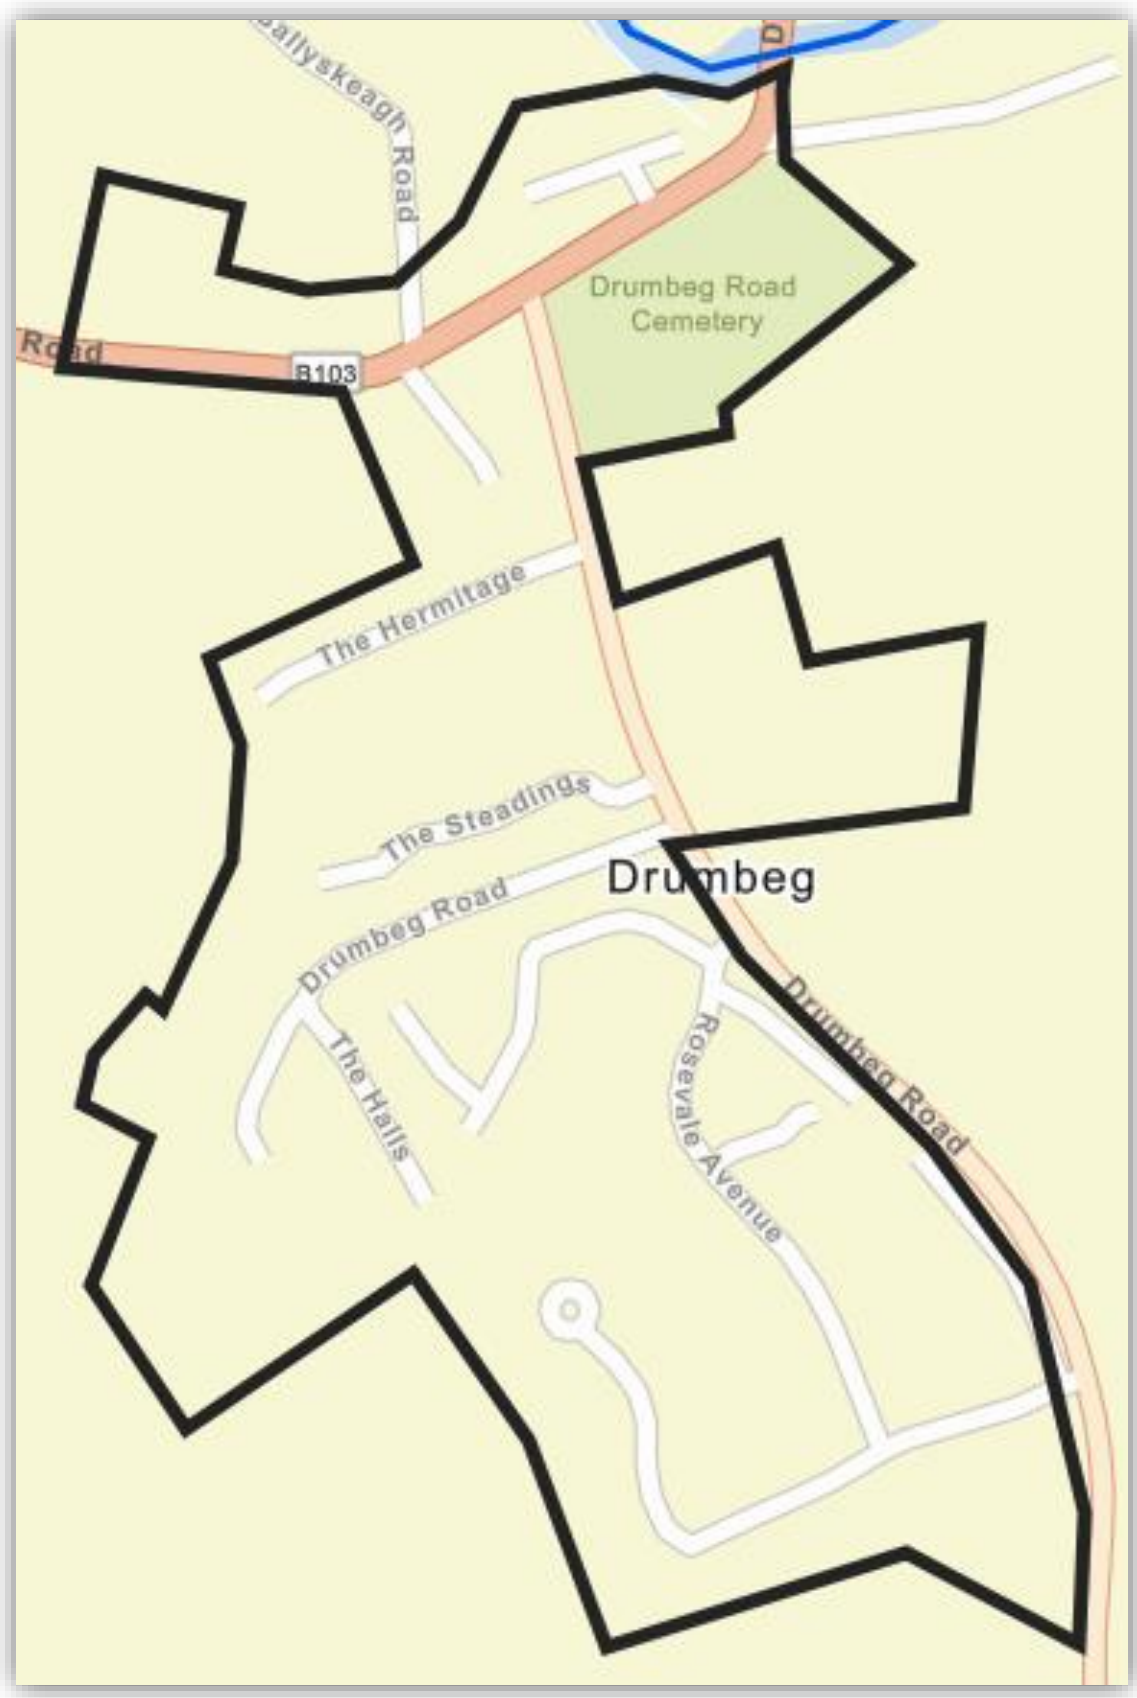 D
Ballyskeagh Road
Drumbeg Road
Cemetery
Road
B103
The Hermitage
The Steadings
Drumbeg
Drumbeg Road
Drumbeg Road
The Halls
Rosevale Avenue